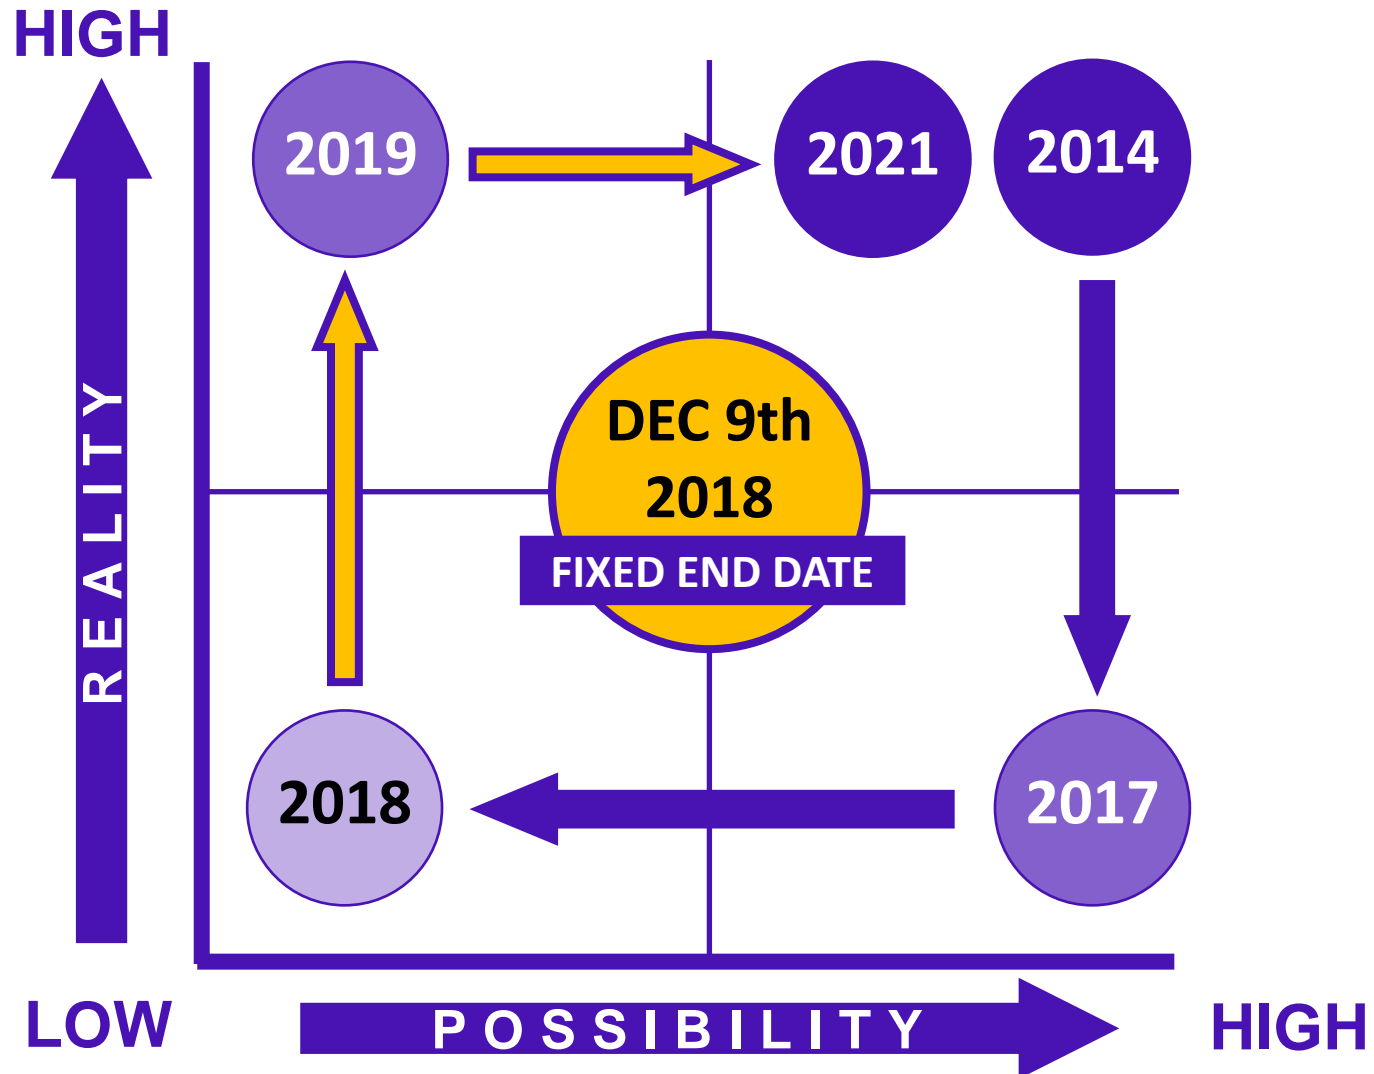 HIGH
2019
2021
2014
REALITY
DEC 9th
2018
FIXED END DATE
2018
2017
LOW
POSSIBILITY
HIGH